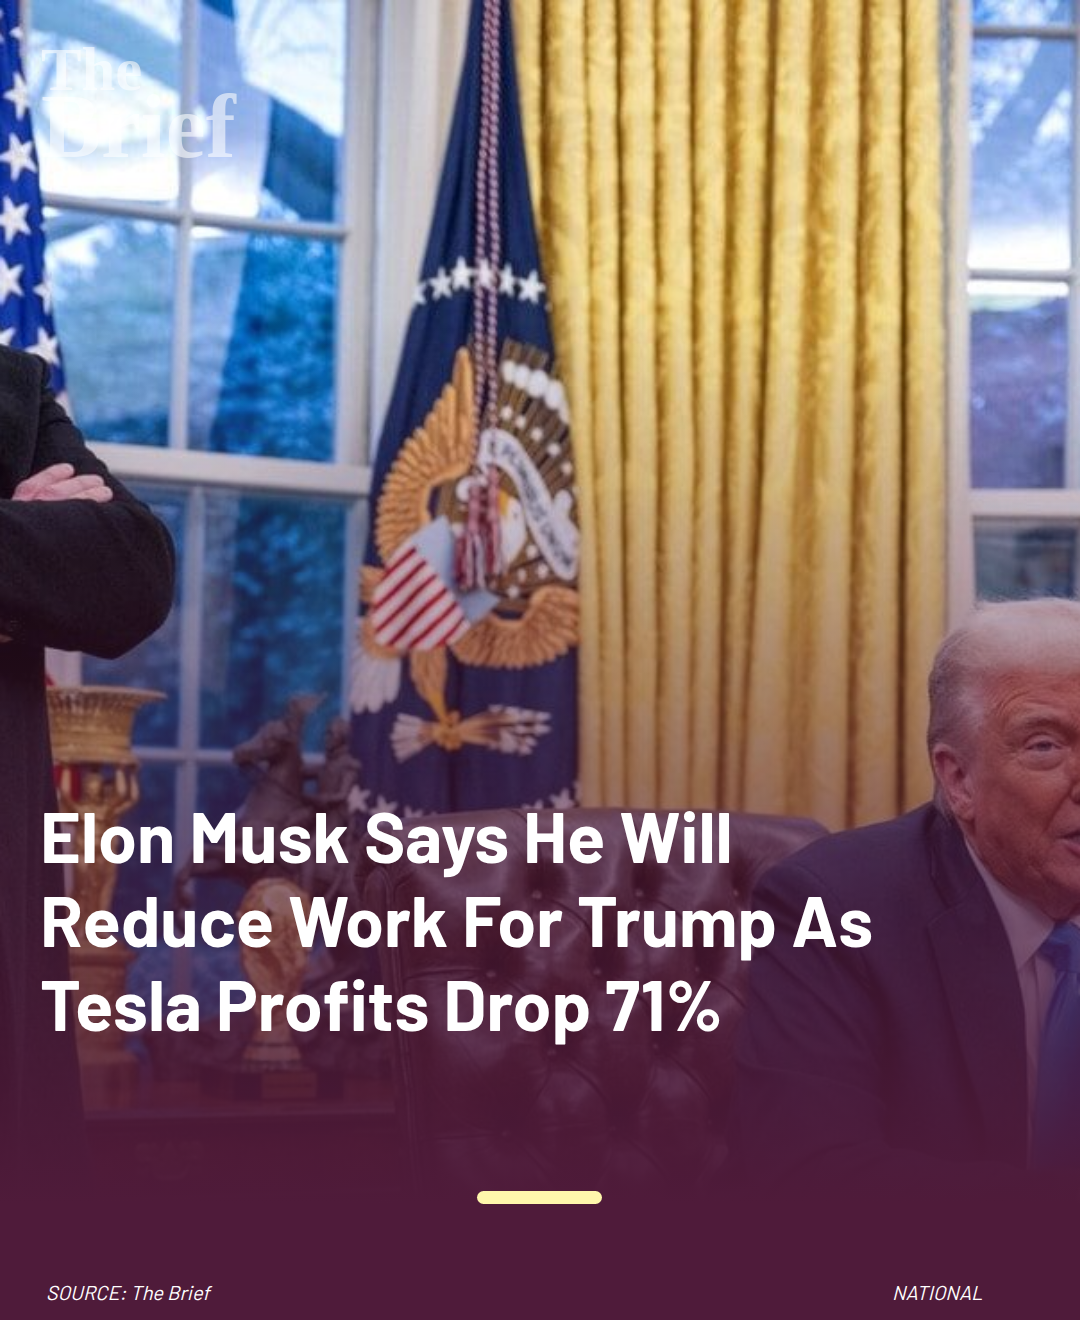 The
Brief
Elon Musk Says He Will
Reduce Work For Trump As
Tesla Profits Drop 71%
SOURCE: The Brief
NATIONAL